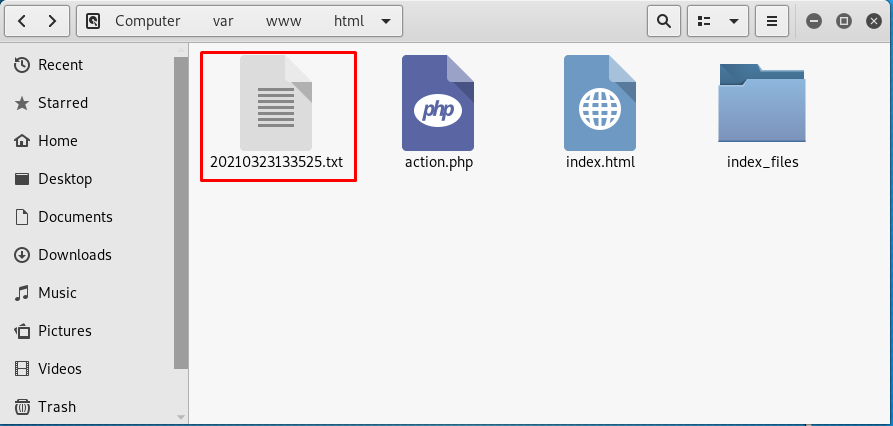 Computer var www html
Recent
Starred
Home
Desktop
Documents
Downloads
Music
Pictures
Videos
Trash
php
20210323133525.txt action.php index.html index_files